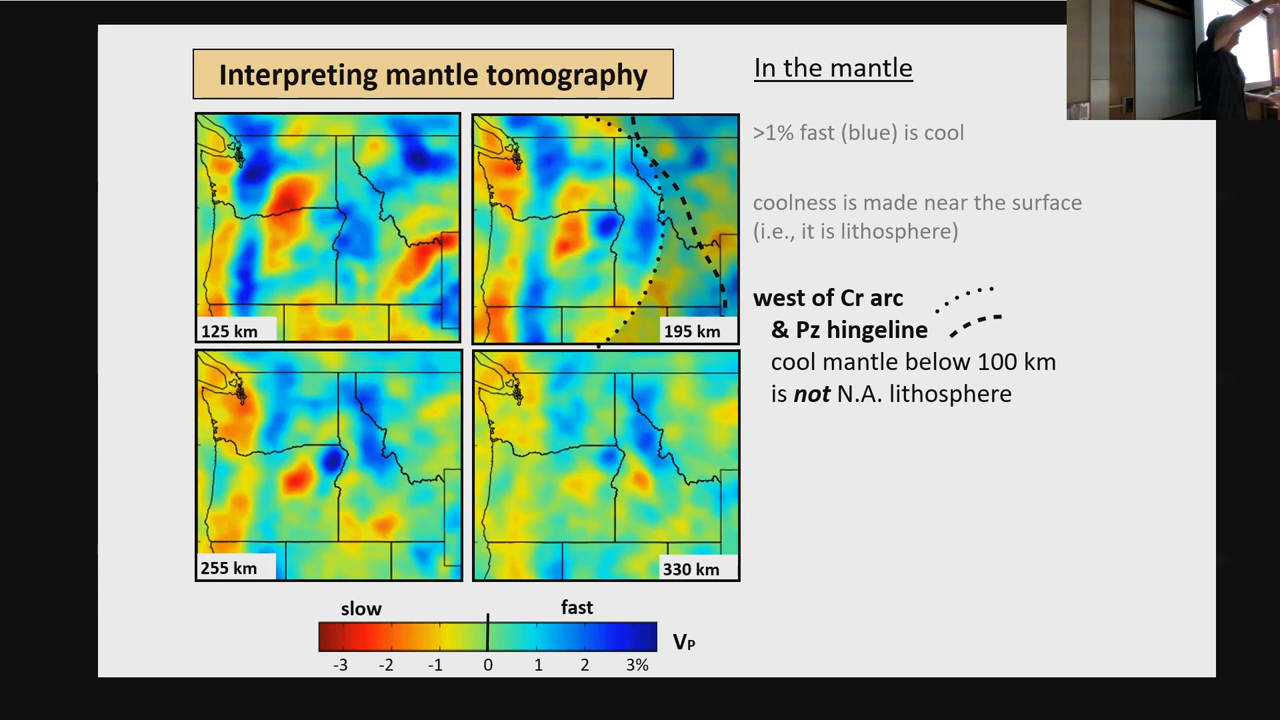 Interpreting mantle tomography
125 km
195 km
255 km
330 km
slow
fast
VP
-3 -2 -1 0 1 2 3%
In the mantle
>1% fast (blue) is cool
coolness is made near the surface
(i.e., it is lithosphere)
west of Cr arc
& Pz hingeline
cool mantle below 100 km
is not N.A. lithosphere